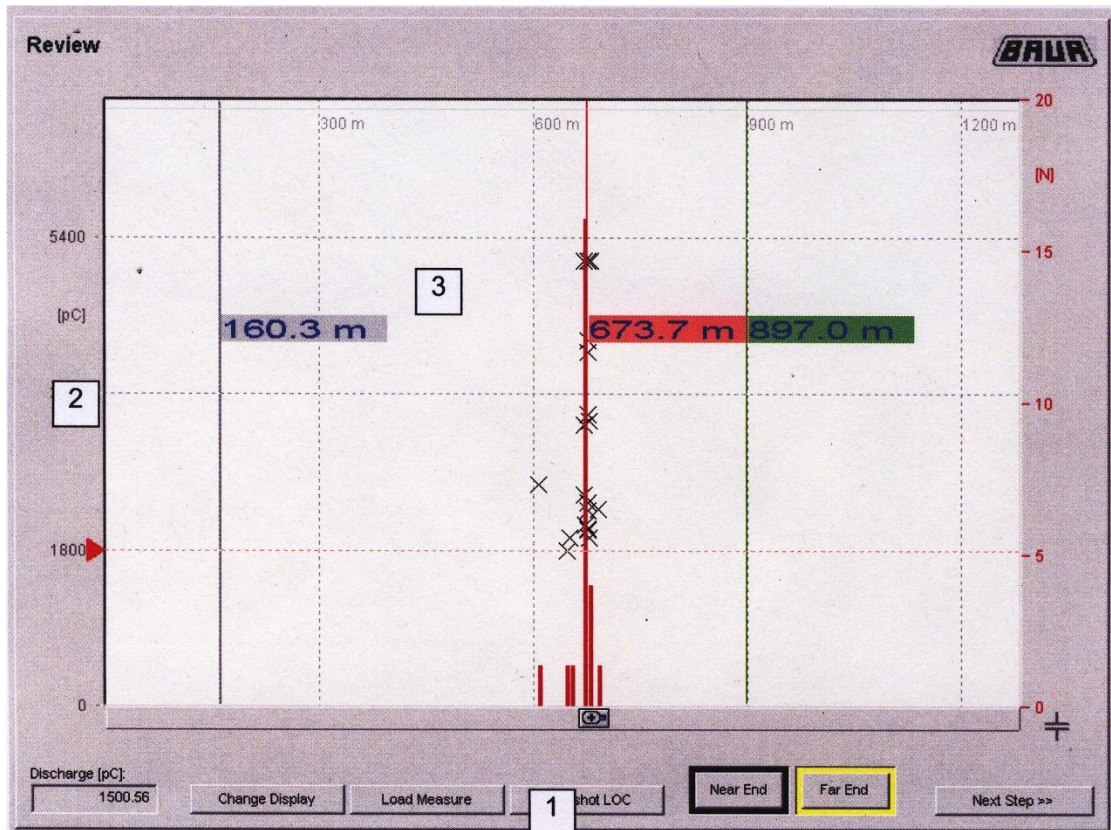 Review
BAUR
300 m
600 m
900 m
1200 m
20
[N]
5400
15
3
[pC]
160.3 m
673.7 m
897.0 m
2
10
1800
5
0
0
Discharge [pC]:
1500.56
Change Display
Load Measure
1
shot LOC
Near End
Far End
Next Step >>